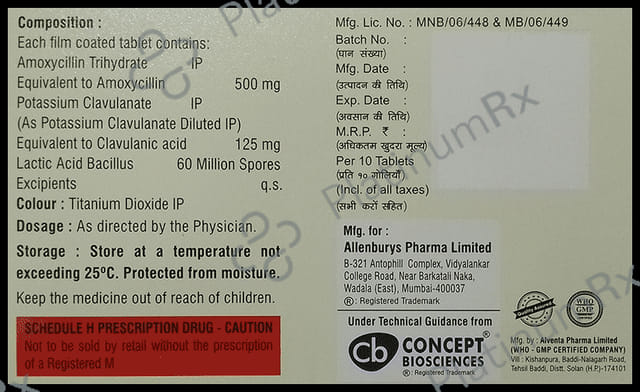 Composition :
Each film coated tablet contains:
Amoxycillin Trihydrate IP
Equivalent to Amoxycillin 500 mg
Potassium Clavulanate IP
(As Potassium Clavulanate Diluted IP)
Equivalent to Clavulanic acid 125 mg
Lactic Acid Bacillus 60 Million Spores
Excipients q.s.
Colour : Titanium Dioxide IP
Dosage : As directed by the Physician.
Storage : Store at a temperature not
exceeding 25ºC. Protected from moisture.
Keep the medicine out of reach of children.
SCHEDULE H PRESCRIPTION DRUG - CAUTION
Not to be sold by retail without the prescription
of a Registered M
Mfg. Lic. No. : MNB/06/448 & MB/06/449
Batch No. :
(घान संख्या)
Mfg. Date :
(उत्पादन की तिथि)
Exp. Date :
(अवसान की तिथि)
M.R.P. ₹ :
(अधिकतम खुदरा मूल्य)
Per 10 Tablets
(प्रति १० गोलियाँ)
(Incl. of all taxes)
(सभी करों सहित)
Mfg. for :
Allenburys Pharma Limited
B-321 Antophill Complex, Vidyalankar
College Road, Near Barkatali Naka,
Wadala (East), Mumbai-400037
® : Registered Trademark
Under Technical Guidance from
cb CONCEPT®
BIOSCIENCES
® : Registered Trademark
WHO
GMP
Mfg. by : Alventa Pharma Limited
(WHO - GMP CERTIFIED COMPANY)
Vill : Kishanpura, Baddi-Nalagarh Road,
Tehsil Baddi, Distt. Solan (H.P)-174101
PlatinumRx
PlatinumRx
PlatinumRx